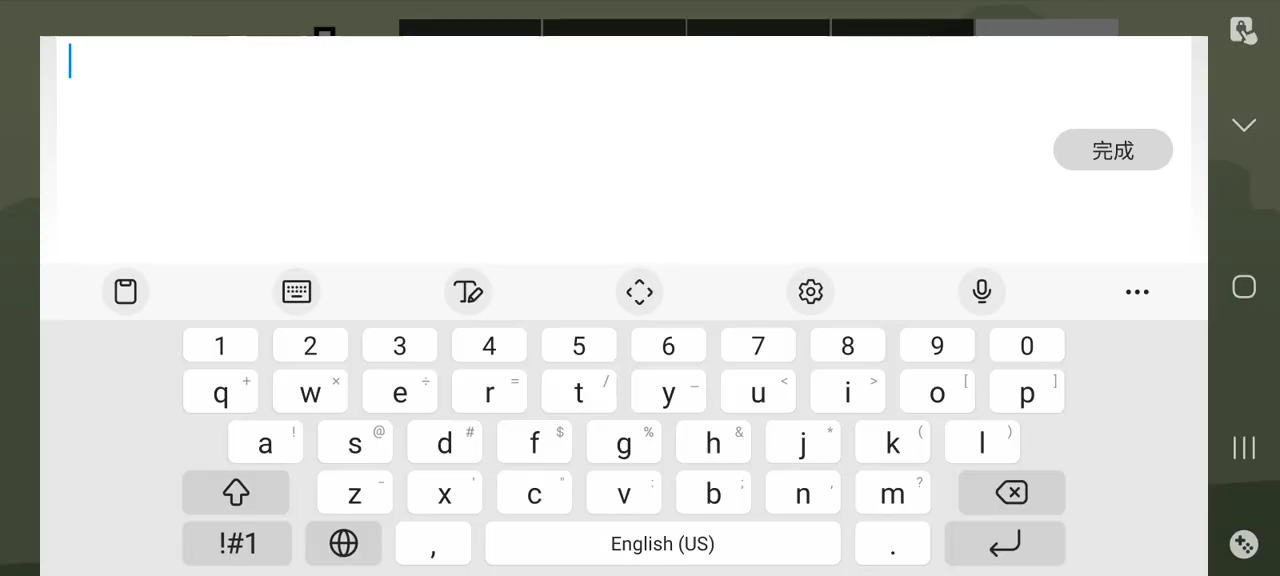 完成
1 2 3 4 5 6 7 8 9 0
q + w × e ÷ r = t / y _ u < i > o [ p ]
a ! s @ d # f $ g % h & j * k ( l )
z - x ' c " v : b ; n , m ?
!#1 , English (US) .